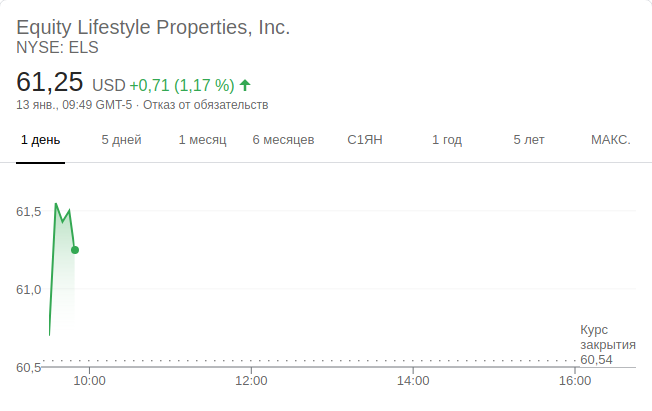 Equity Lifestyle Properties, Inc.
NYSE: ELS
61,25 USD +0,71 (1,17 %)
13 янв., 09:49 GMT-5 · Отказ от обязательств
1 день 5 дней 1 месяц 6 месяцев С1ЯН 1 год 5 лет МАКС.
61,5
61,0
Курс
закрытия
60,54
60,5
10:00 12:00 14:00 16:00